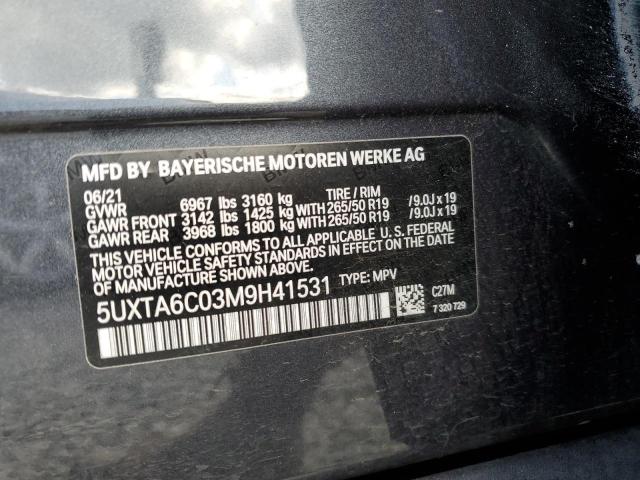 MFD BY BAYERISCHE MOTOREN WERKE AG
06/21
GVWR 6967 lbs 3160 kg TIRE / RIM
GAWR FRONT 3142 lbs 1425 kg WITH 265/50 R19 /9.0J x 19
GAWR REAR 3968 lbs 1800 kg WITH 265/50 R19 /9.0J x 19
THIS VEHICLE CONFORMS TO ALL APPLICABLE U. S. FEDERAL
MOTOR VEHICLE SAFETY STANDARDS IN EFFECT ON THE DATE
OF MANUFACTURE SHOWN ABOVE.
5UXTA6C03M9H41531 TYPE: MPV
C27M
7 320 729